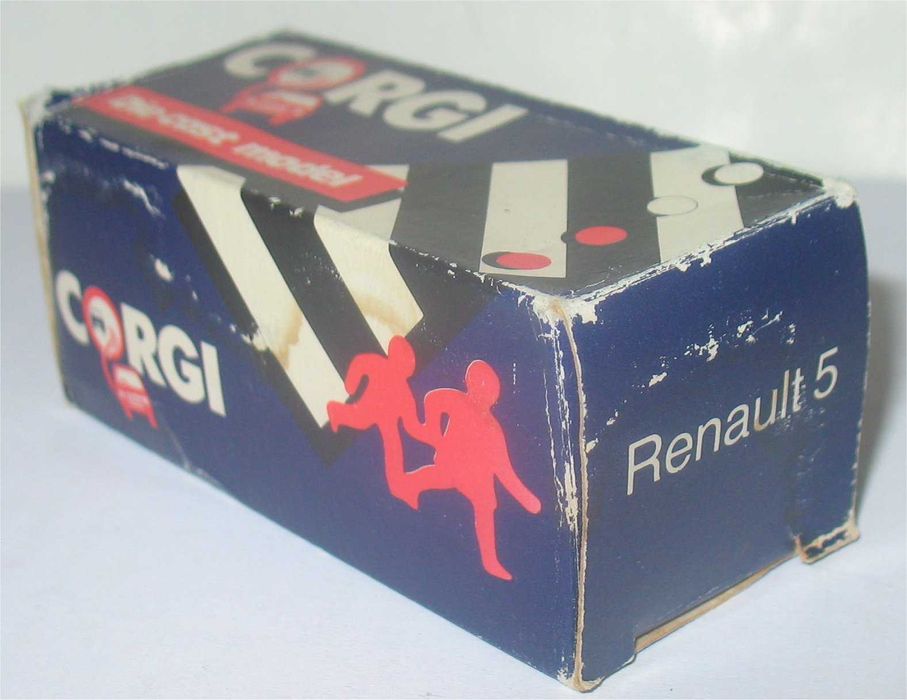 CORGI
Die-cast model
CORGI
Renault 5